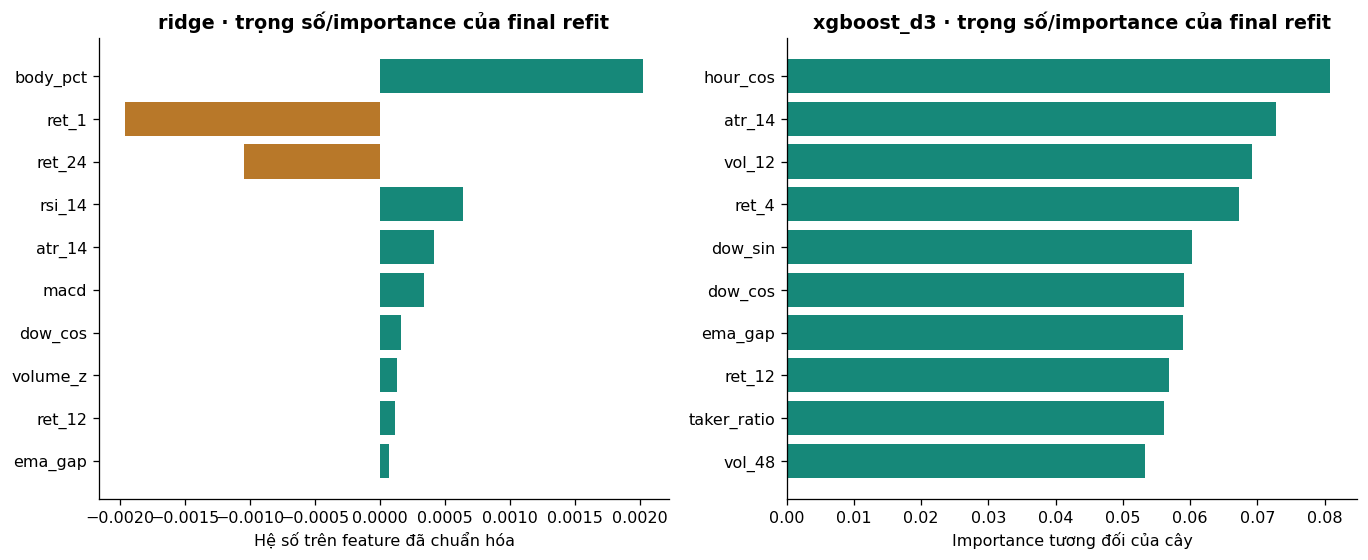 ridge · trọng số/importance của final refit
body_pct
ret_1
ret_24
rsi_14
atr_14
macd
dow_cos
volume_z
ret_12
ema_gap
−0.0020 −0.0015 −0.0010 −0.0005 0.0000 0.0005 0.0010 0.0015 0.0020
Hệ số trên feature đã chuẩn hóa
xgboost_d3 · trọng số/importance của final refit
hour_cos
atr_14
vol_12
ret_4
dow_sin
dow_cos
ema_gap
ret_12
taker_ratio
vol_48
0.00 0.01 0.02 0.03 0.04 0.05 0.06 0.07 0.08
Importance tương đối của cây